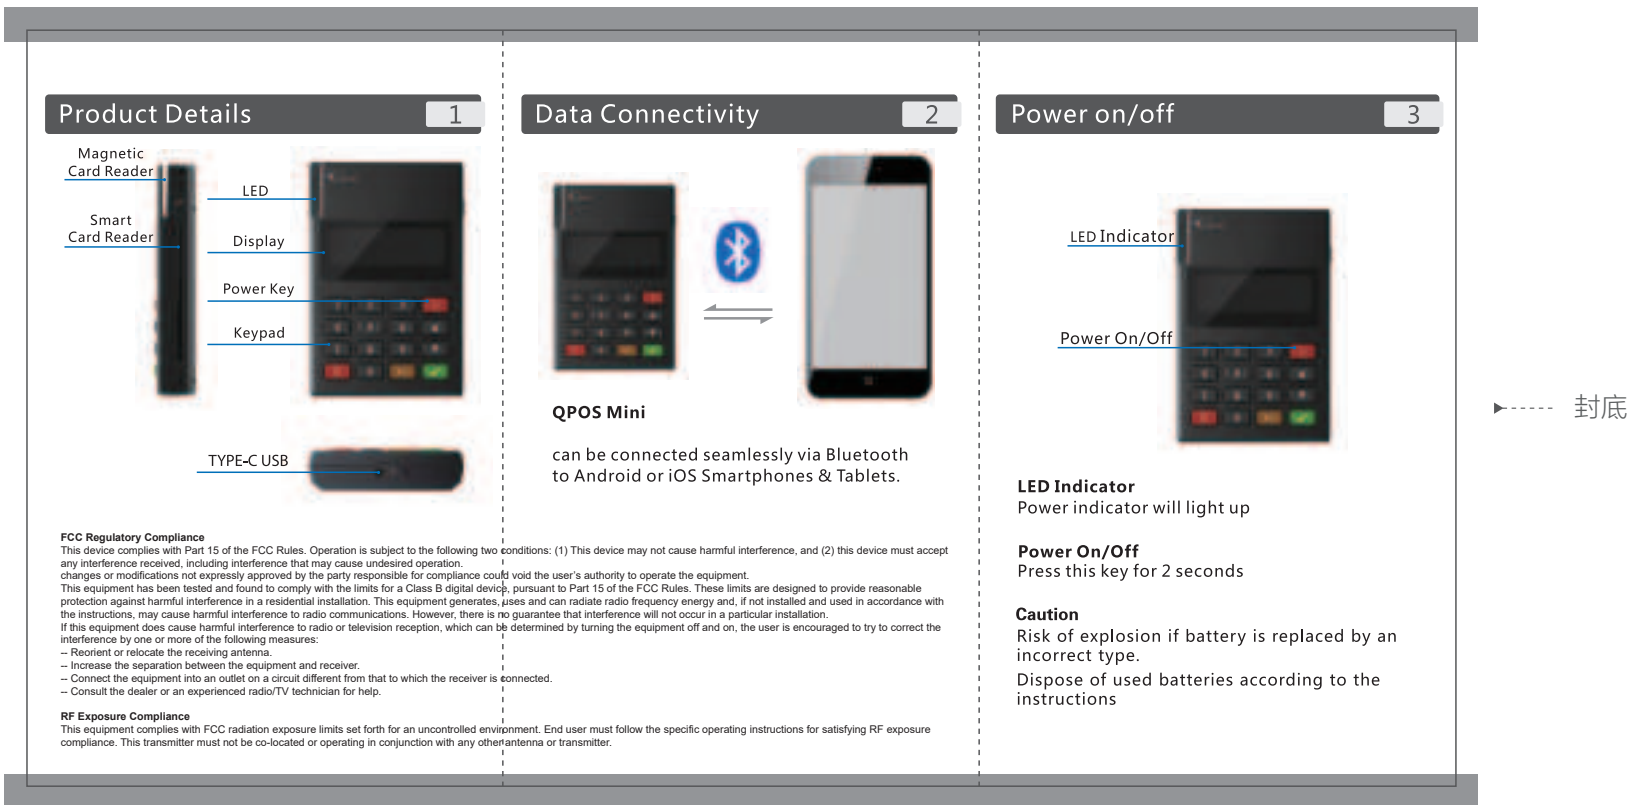 Product Details
1
Magnetic
Card Reader
Smart
Card Reader
LED
Display
Power Key
Keypad
TYPE-C USB
Data Connectivity
2
QPOS Mini
can be connected seamlessly via Bluetooth
to Android or iOS Smartphones & Tablets.
FCC Regulatory Compliance
This device complies with Part 15 of the FCC Rules. Operation is subject to the following two conditions: (1) This device may not cause harmful interference, and (2) this device must accept
any interference received, including interference that may cause undesired operation.
changes or modifications not expressly approved by the party responsible for compliance could void the user's authority to operate the equipment.
This equipment has been tested and found to comply with the limits for a Class B digital device, pursuant to Part 15 of the FCC Rules. These limits are designed to provide reasonable
protection against harmful interference in a residential installation. This equipment generates, uses and can radiate radio frequency energy and, if not installed and used in accordance with
the instructions, may cause harmful interference to radio communications. However, there is no guarantee that interference will not occur in a particular installation.
If this equipment does cause harmful interference to radio or television reception, which can be determined by turning the equipment off and on, the user is encouraged to try to correct the
interference by one or more of the following measures:
-- Reorient or relocate the receiving antenna.
-- Increase the separation between the equipment and receiver.
-- Connect the equipment into an outlet on a circuit different from that to which the receiver is connected.
-- Consult the dealer or an experienced radio/TV technician for help.
RF Exposure Compliance
This equipment complies with FCC radiation exposure limits set forth for an uncontrolled environment. End user must follow the specific operating instructions for satisfying RF exposure
compliance. This transmitter must not be co-located or operating in conjunction with any other antenna or transmitter.
Power on/off
3
LED Indicator
Power On/Off
LED Indicator
Power indicator will light up
Power On/Off
Press this key for 2 seconds
Caution
Risk of explosion if battery is replaced by an
incorrect type.
Dispose of used batteries according to the
instructions
封底